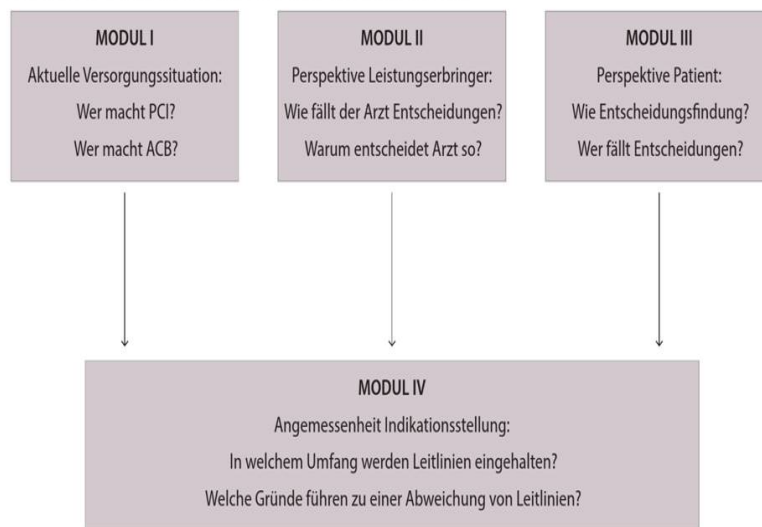 MODUL I
Aktuelle Versorgungssituation:
Wer macht PCI?
Wer macht ACB?
MODUL II
Perspektive Leistungserbringer:
Wie fällt der Arzt Entscheidungen?
Warum entscheidet Arzt so?
MODUL III
Perspektive Patient:
Wie Entscheidungsfindung?
Wer fällt Entscheidungen?
MODUL IV
Angemessenheit Indikationsstellung:
In welchem Umfang werden Leitlinien eingehalten?
Welche Gründe führen zu einer Abweichung von Leitlinien?